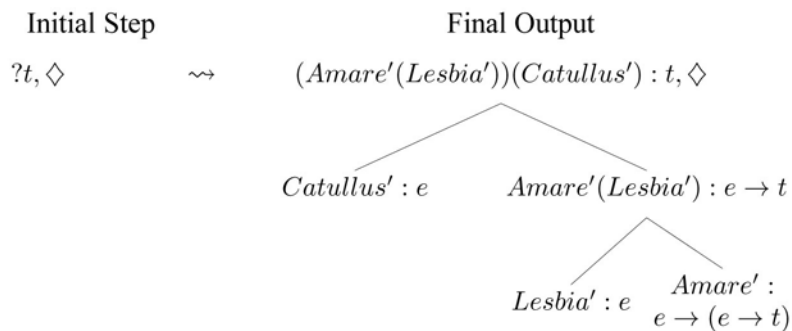 Initial Step Final Output
?t, ◇ ⇝ (Amare′(Lesbia′))(Catullus′) : t, ◇
Catullus′ : e Amare′(Lesbia′) : e → t
Lesbia′ : e Amare′ :
e → (e → t)